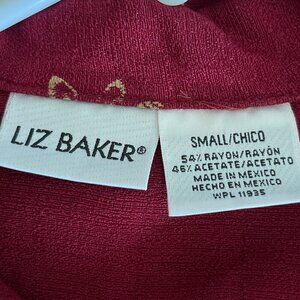 LIZ BAKER®
SMALL/CHICO
54% RAYON/RAYÓN
46% ACETATE/ACETATO
MADE IN MEXICO
HECHO EN MEXICO
WPL 11935